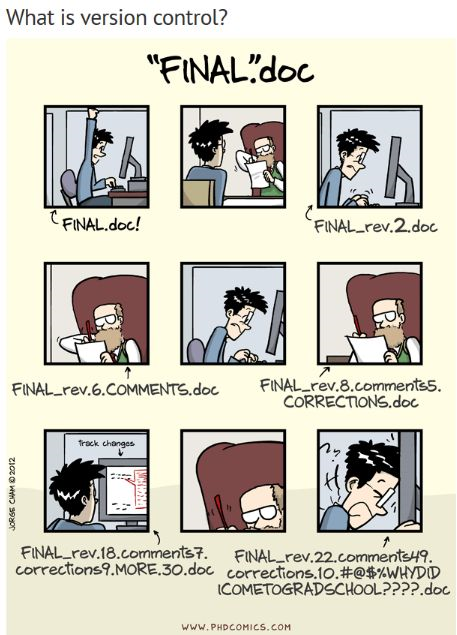 What is version control?
"FINAL".doc
FINAL.doc!
FINAL_rev.2.doc
FINAL_rev.6.COMMENTS.doc
FINAL_rev.8.comments5.
CORRECTIONS.doc
Track changes
FINAL_rev.18.comments7.
corrections9.MORE.30.doc
FINAL_rev.22.comments49.
corrections.10.#@$%WHYDID
ICOMETOGRADSCHOOL????.doc
JORGE CHAM © 2012
WWW.PHDCOMICS.COM